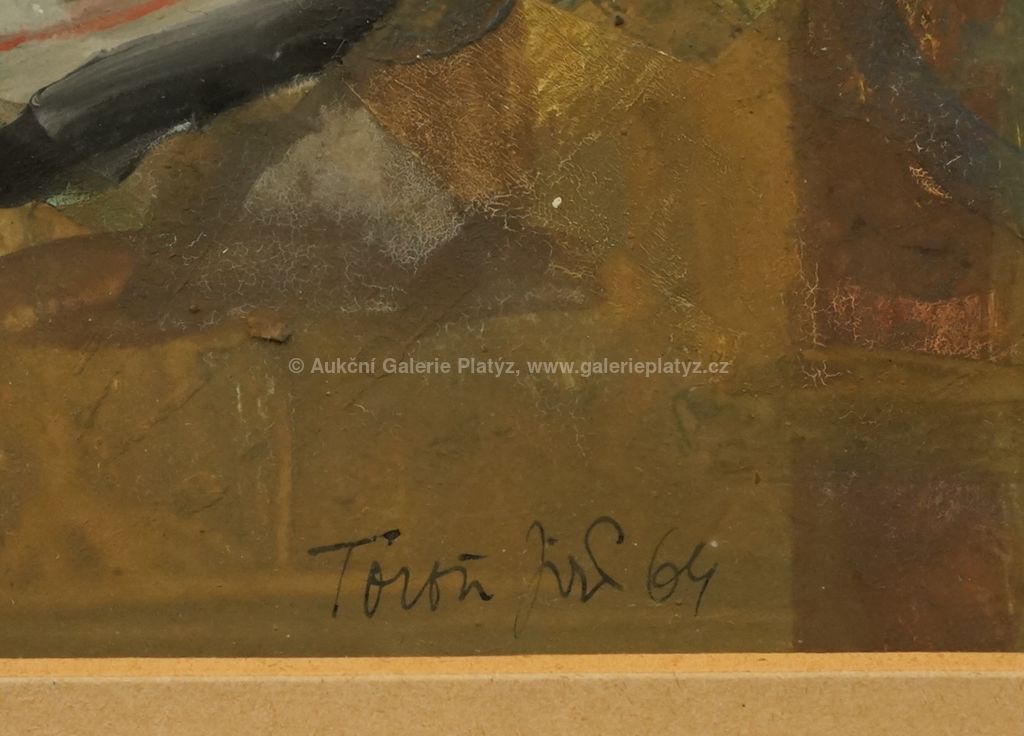 © Aukční Galerie Platýz, www.galerieplatyz.cz
Toroň Jiří 64